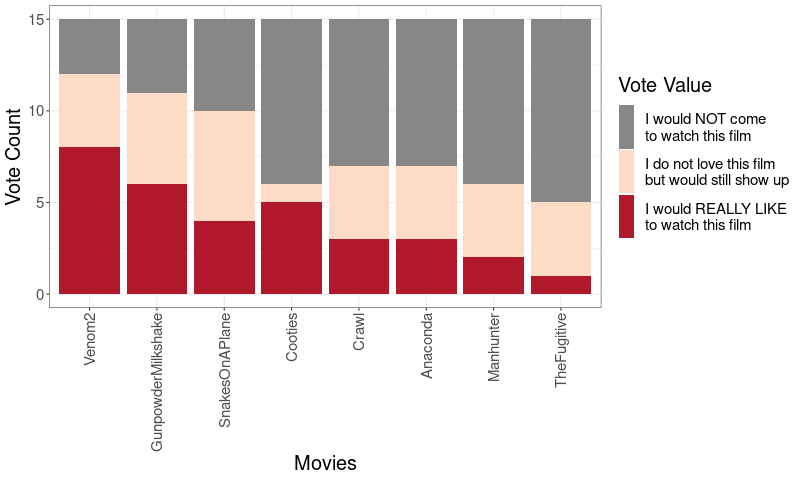 15
10
5
0
Vote Count
Venom2
GunpowderMilkshake
SnakesOnAPlane
Cooties
Crawl
Anaconda
Manhunter
TheFugitive
Movies
Vote Value
I would NOT come
to watch this film
I do not love this film
but would still show up
I would REALLY LIKE
to watch this film